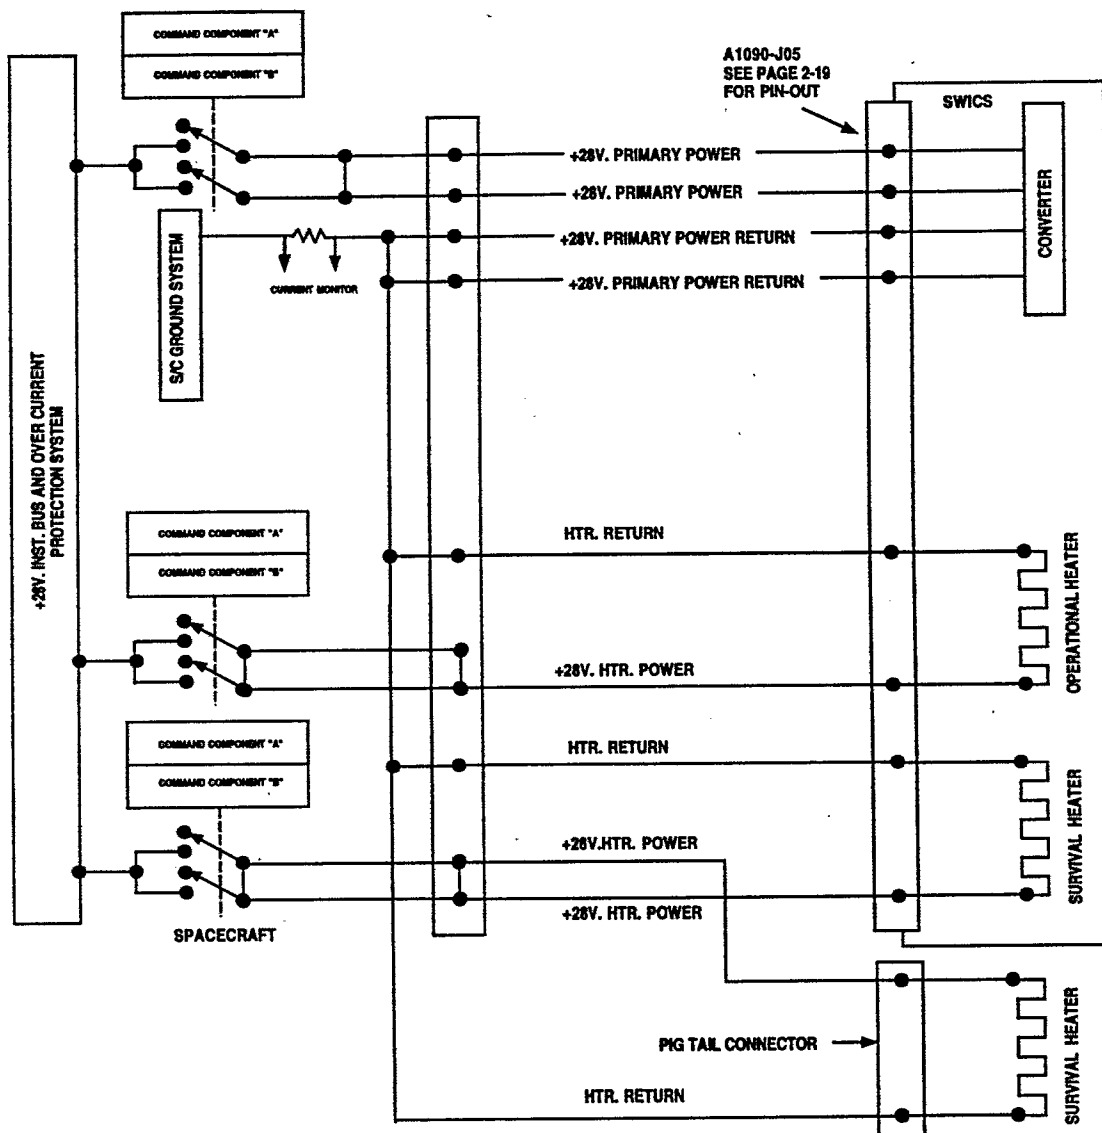 COMMAND COMPONENT "A"
COMMAND COMPONENT "B"
A1090-J05
SEE PAGE 2-19
FOR PIN-OUT
SWICS
+28V. PRIMARY POWER
+28V. PRIMARY POWER
+28V. PRIMARY POWER RETURN
+28V. PRIMARY POWER RETURN
CONVERTER
S/C GROUND SYSTEM
CURRENT MONITOR
+28V. INST. BUS AND OVER CURRENT
PROTECTION SYSTEM
COMMAND COMPONENT "A"
COMMAND COMPONENT "B"
HTR. RETURN
+28V. HTR. POWER
OPERATIONAL HEATER
COMMAND COMPONENT "A"
COMMAND COMPONENT "B"
HTR. RETURN
+28V.HTR. POWER
+28V. HTR. POWER
SURVIVAL HEATER
SPACECRAFT
PIG TAIL CONNECTOR
HTR. RETURN
SURVIVAL HEATER